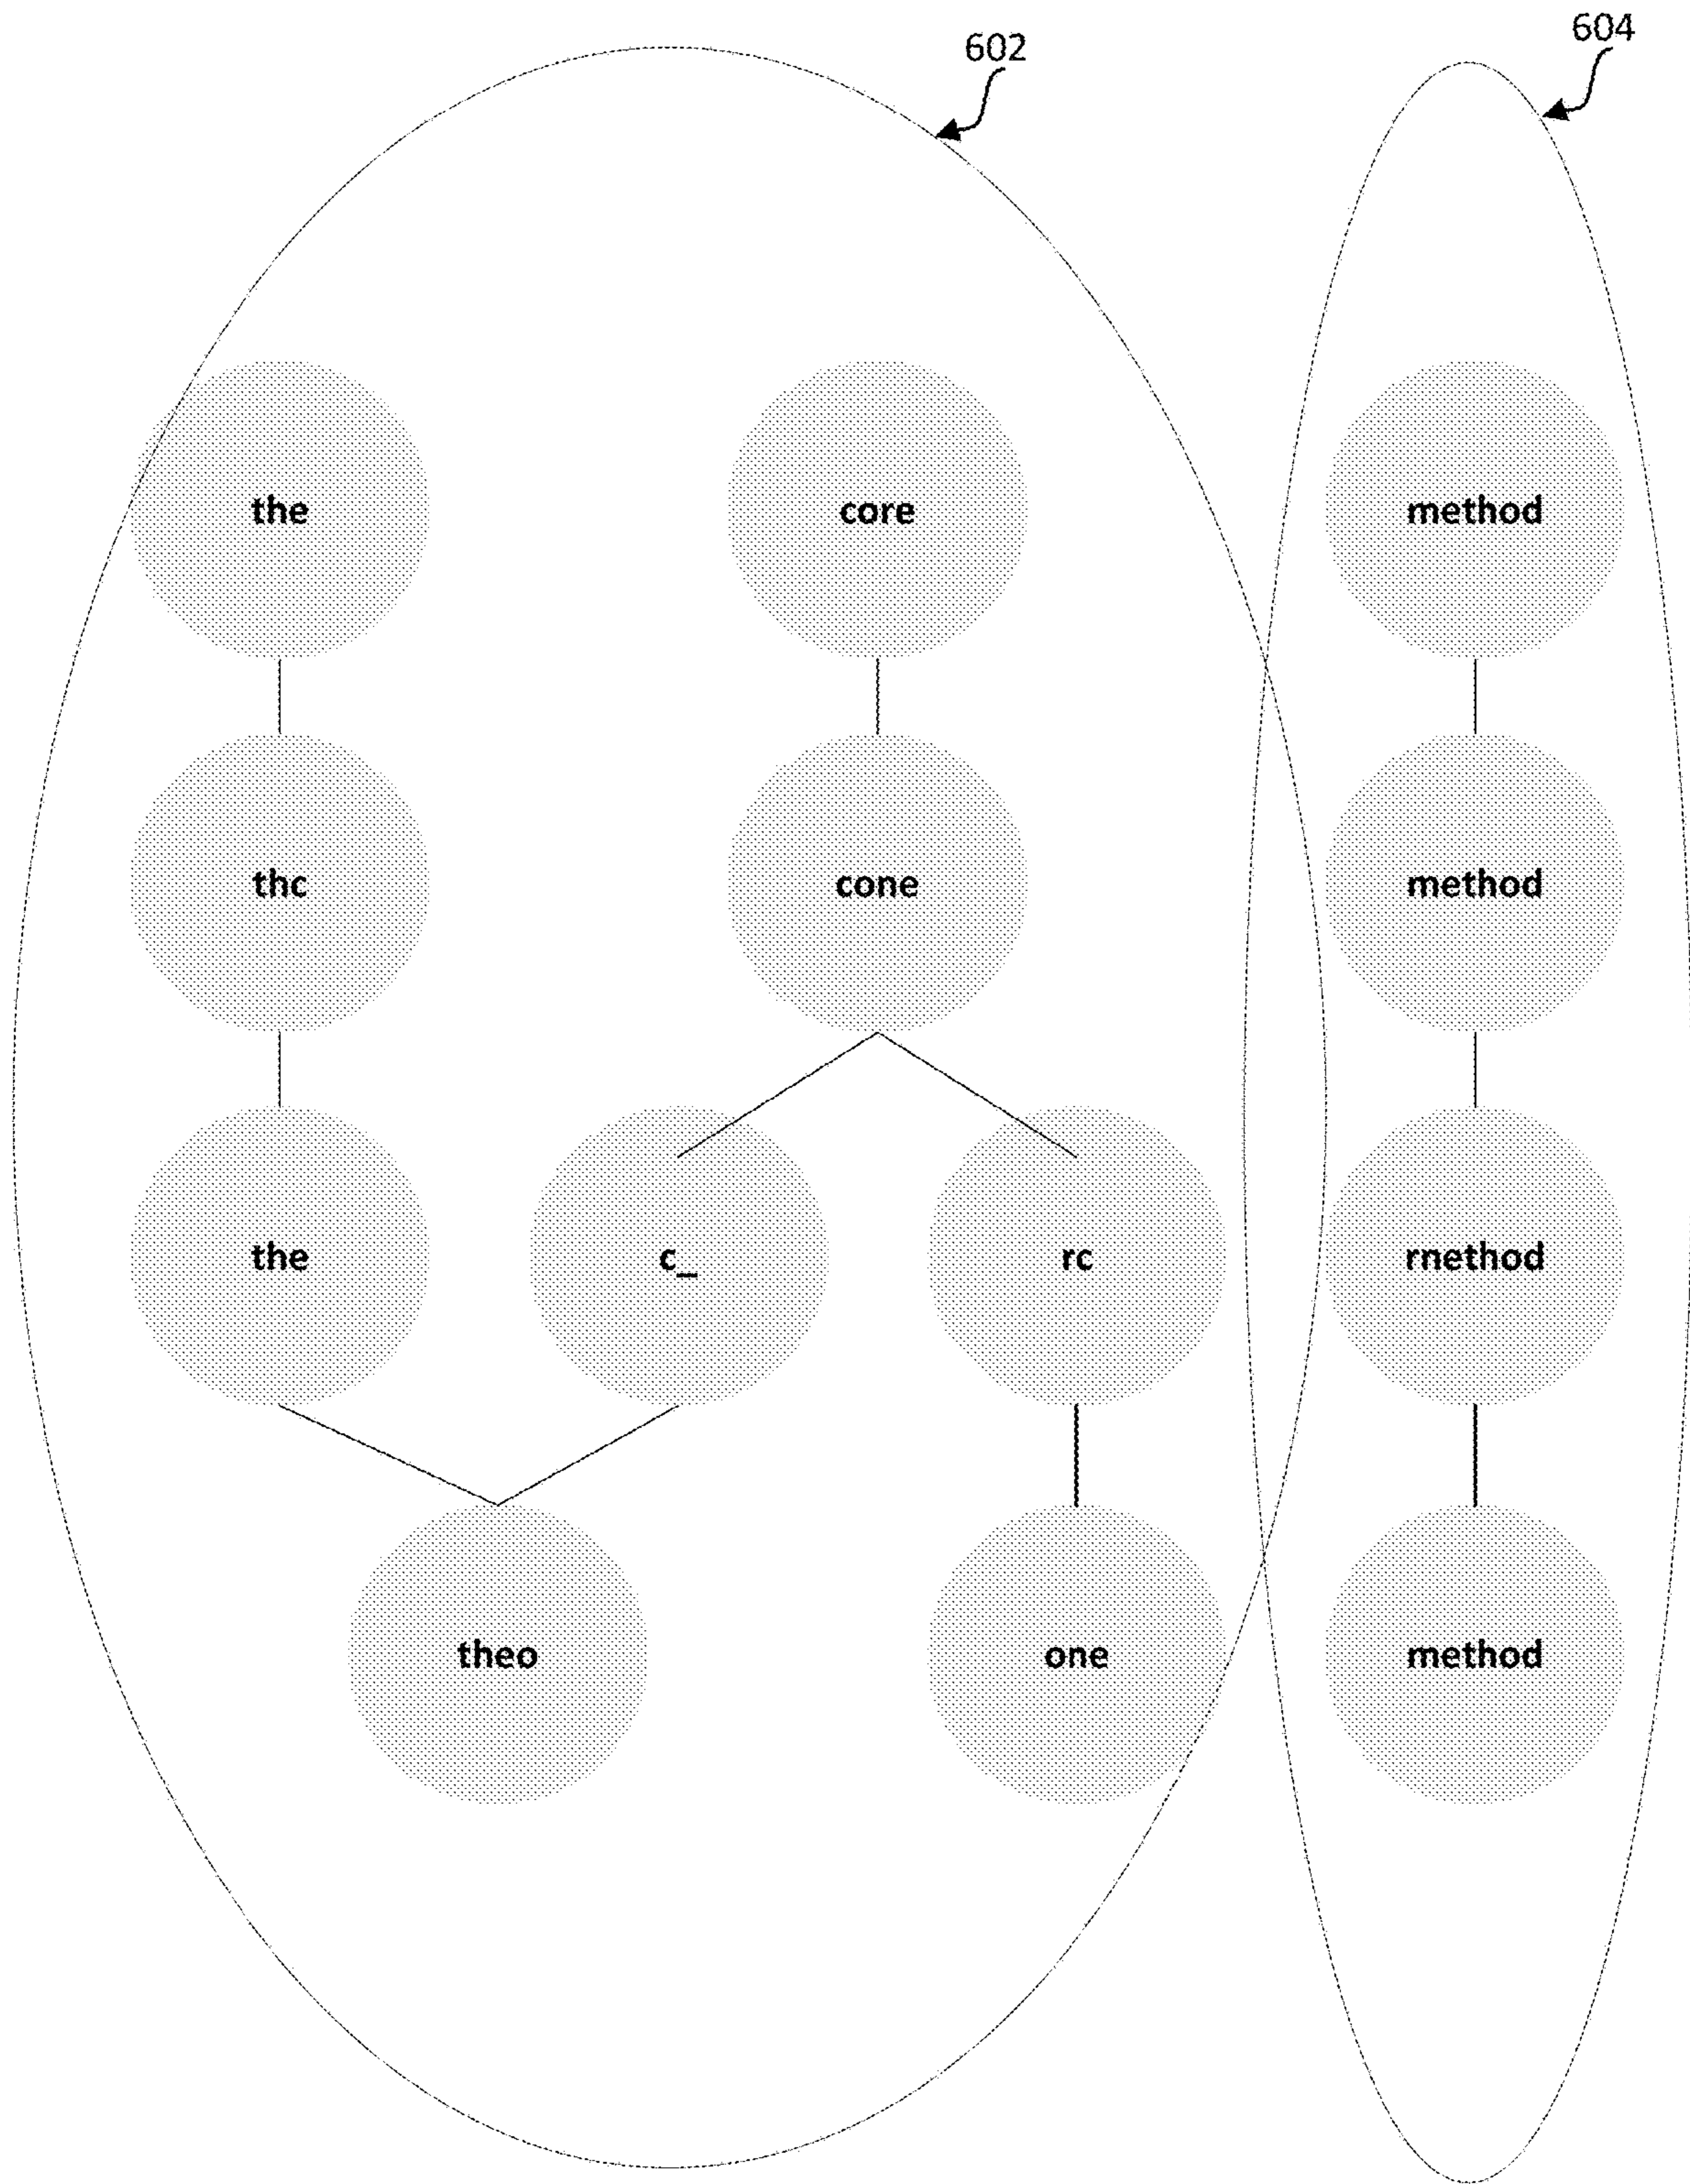 602
604
the core method
thc cone method
the c_ rc rnethod
theo one method